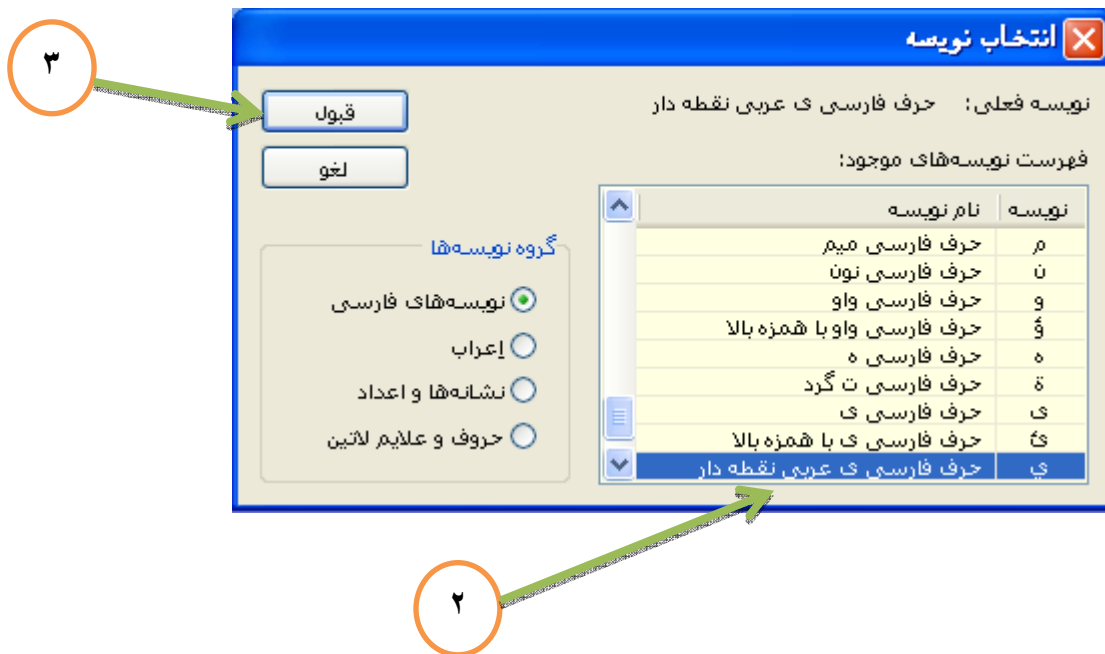 انتخاب نویسه
۳
نویسه فعلی: حرف فارسی ی عربی نقطه دار
قبول
فهرست نویسه‌های موجود:
لغو
نویسه نام نویسه
م حرف فارسی میم
ن حرف فارسی نون
و حرف فارسی واو
ؤ حرف فارسی واو با همزه بالا
ه حرف فارسی ه
ة حرف فارسی ت گرد
ی حرف فارسی ی
ئ حرف فارسی ی با همزه بالا
ي حرف فارسی ی عربی نقطه دار
گروه نویسه‌ها
نویسه‌های فارسی
إعراب
نشانه‌ها و اعداد
حروف و علایم لاتین
۲